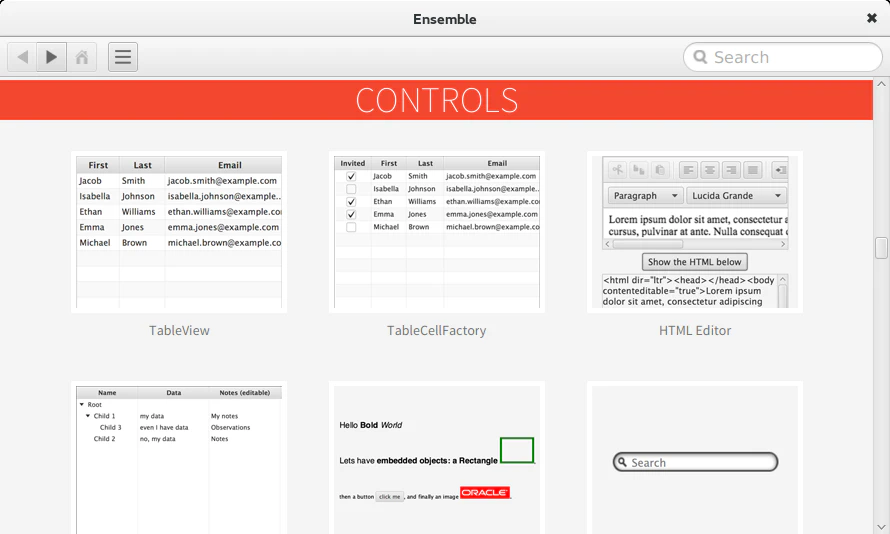 Ensemble
Search
CONTROLS
First Last Email
Jacob Smith jacob.smith@example.com
Isabella Johnson isabella.johnson@example.com
Ethan Williams ethan.williams@example.com
Emma Jones emma.jones@example.com
Michael Brown michael.brown@example.com
TableView
Invited First Last Email
Jacob Smith jacob.smith@example.com
Isabella Johnson isabella.johnson@example...
Ethan Williams ethan.williams@example.com
Emma Jones emma.jones@example.com
Michael Brown michael.brown@example.com
TableCellFactory
Paragraph Lucida Grande
Lorem ipsum dolor sit amet, consectetur a
cursus, pulvinar at ante. Nulla consequat c
Show the HTML below
<html dir="ltr"><head></head><body
contenteditable="true">Lorem ipsum
dolor sit amet, consectetur adipiscing
HTML Editor
Name Data Notes (editable)
Root
Child 1 my data My notes
Child 3 even I have data Observations
Child 2 no, my data Notes
Hello Bold World
Lets have embedded objects: a Rectangle
then a button click me , and finally an image ORACLE .
Search